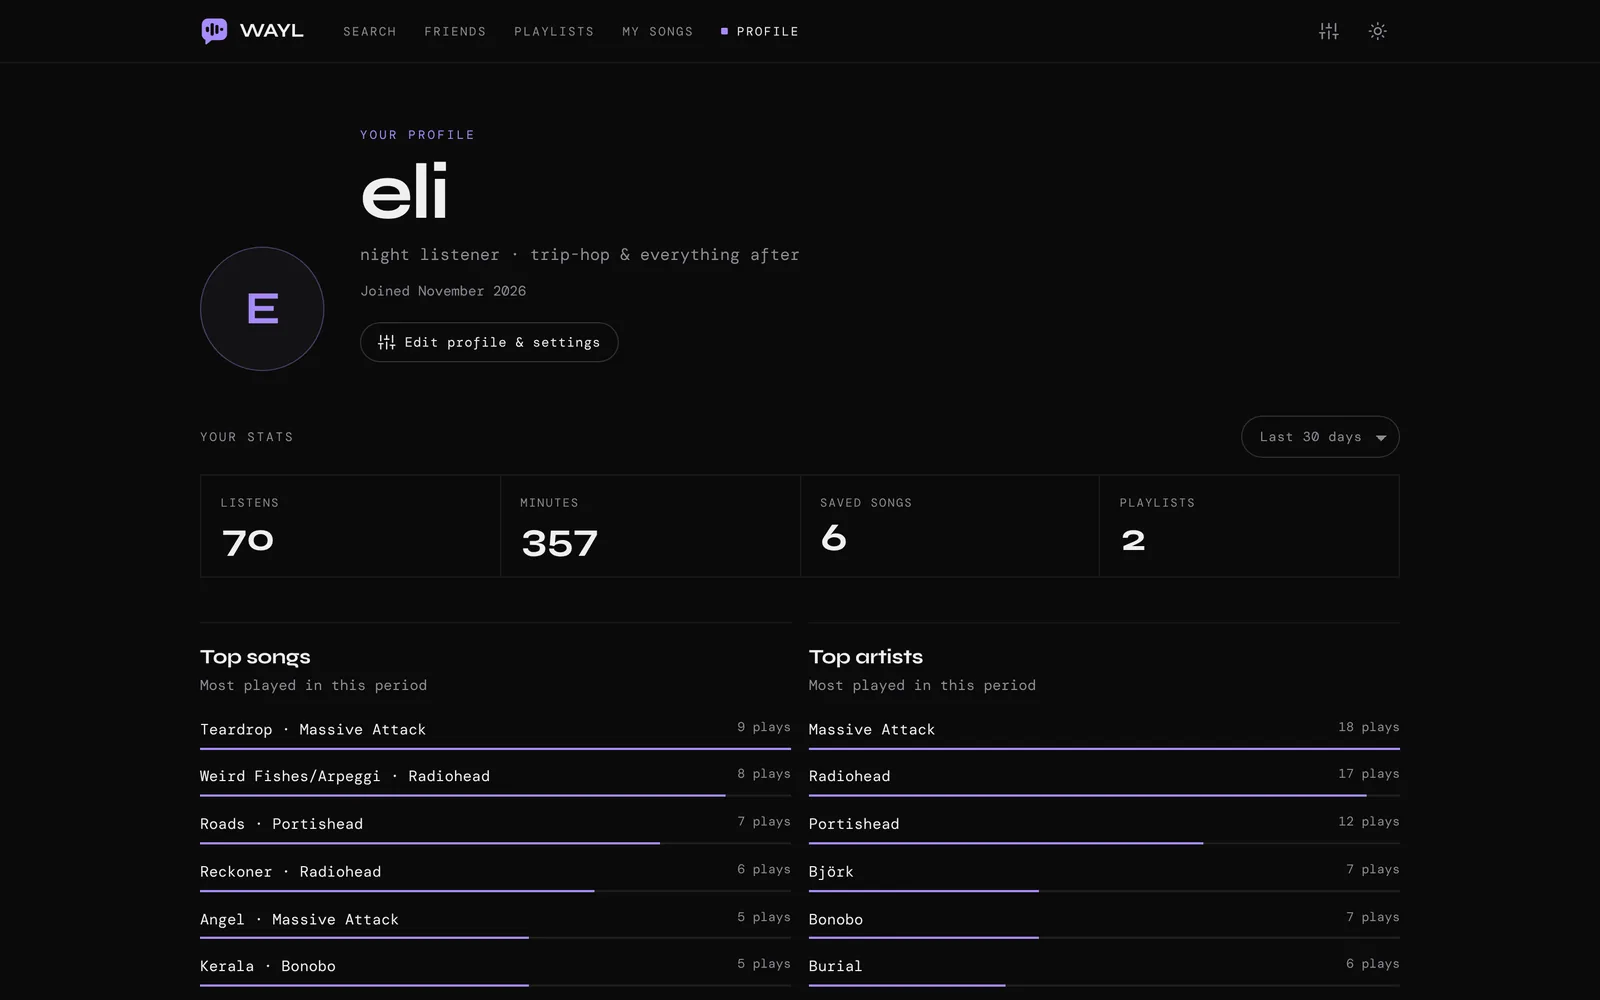 WAYL
SEARCH
FRIENDS
PLAYLISTS
MY SONGS
PROFILE
YOUR PROFILE
eli
night listener · trip-hop & everything after
E
Joined November 2026
Edit profile & settings
YOUR STATS
Last 30 days
LISTENS
70
MINUTES
357
SAVED SONGS
6
PLAYLISTS
2
Top songs
Most played in this period
Teardrop · Massive Attack 9 plays
Weird Fishes/Arpeggi · Radiohead 8 plays
Roads · Portishead 7 plays
Reckoner · Radiohead 6 plays
Angel · Massive Attack 5 plays
Kerala · Bonobo 5 plays
Top artists
Most played in this period
Massive Attack 18 plays
Radiohead 17 plays
Portishead 12 plays
Björk 7 plays
Bonobo 7 plays
Burial 6 plays